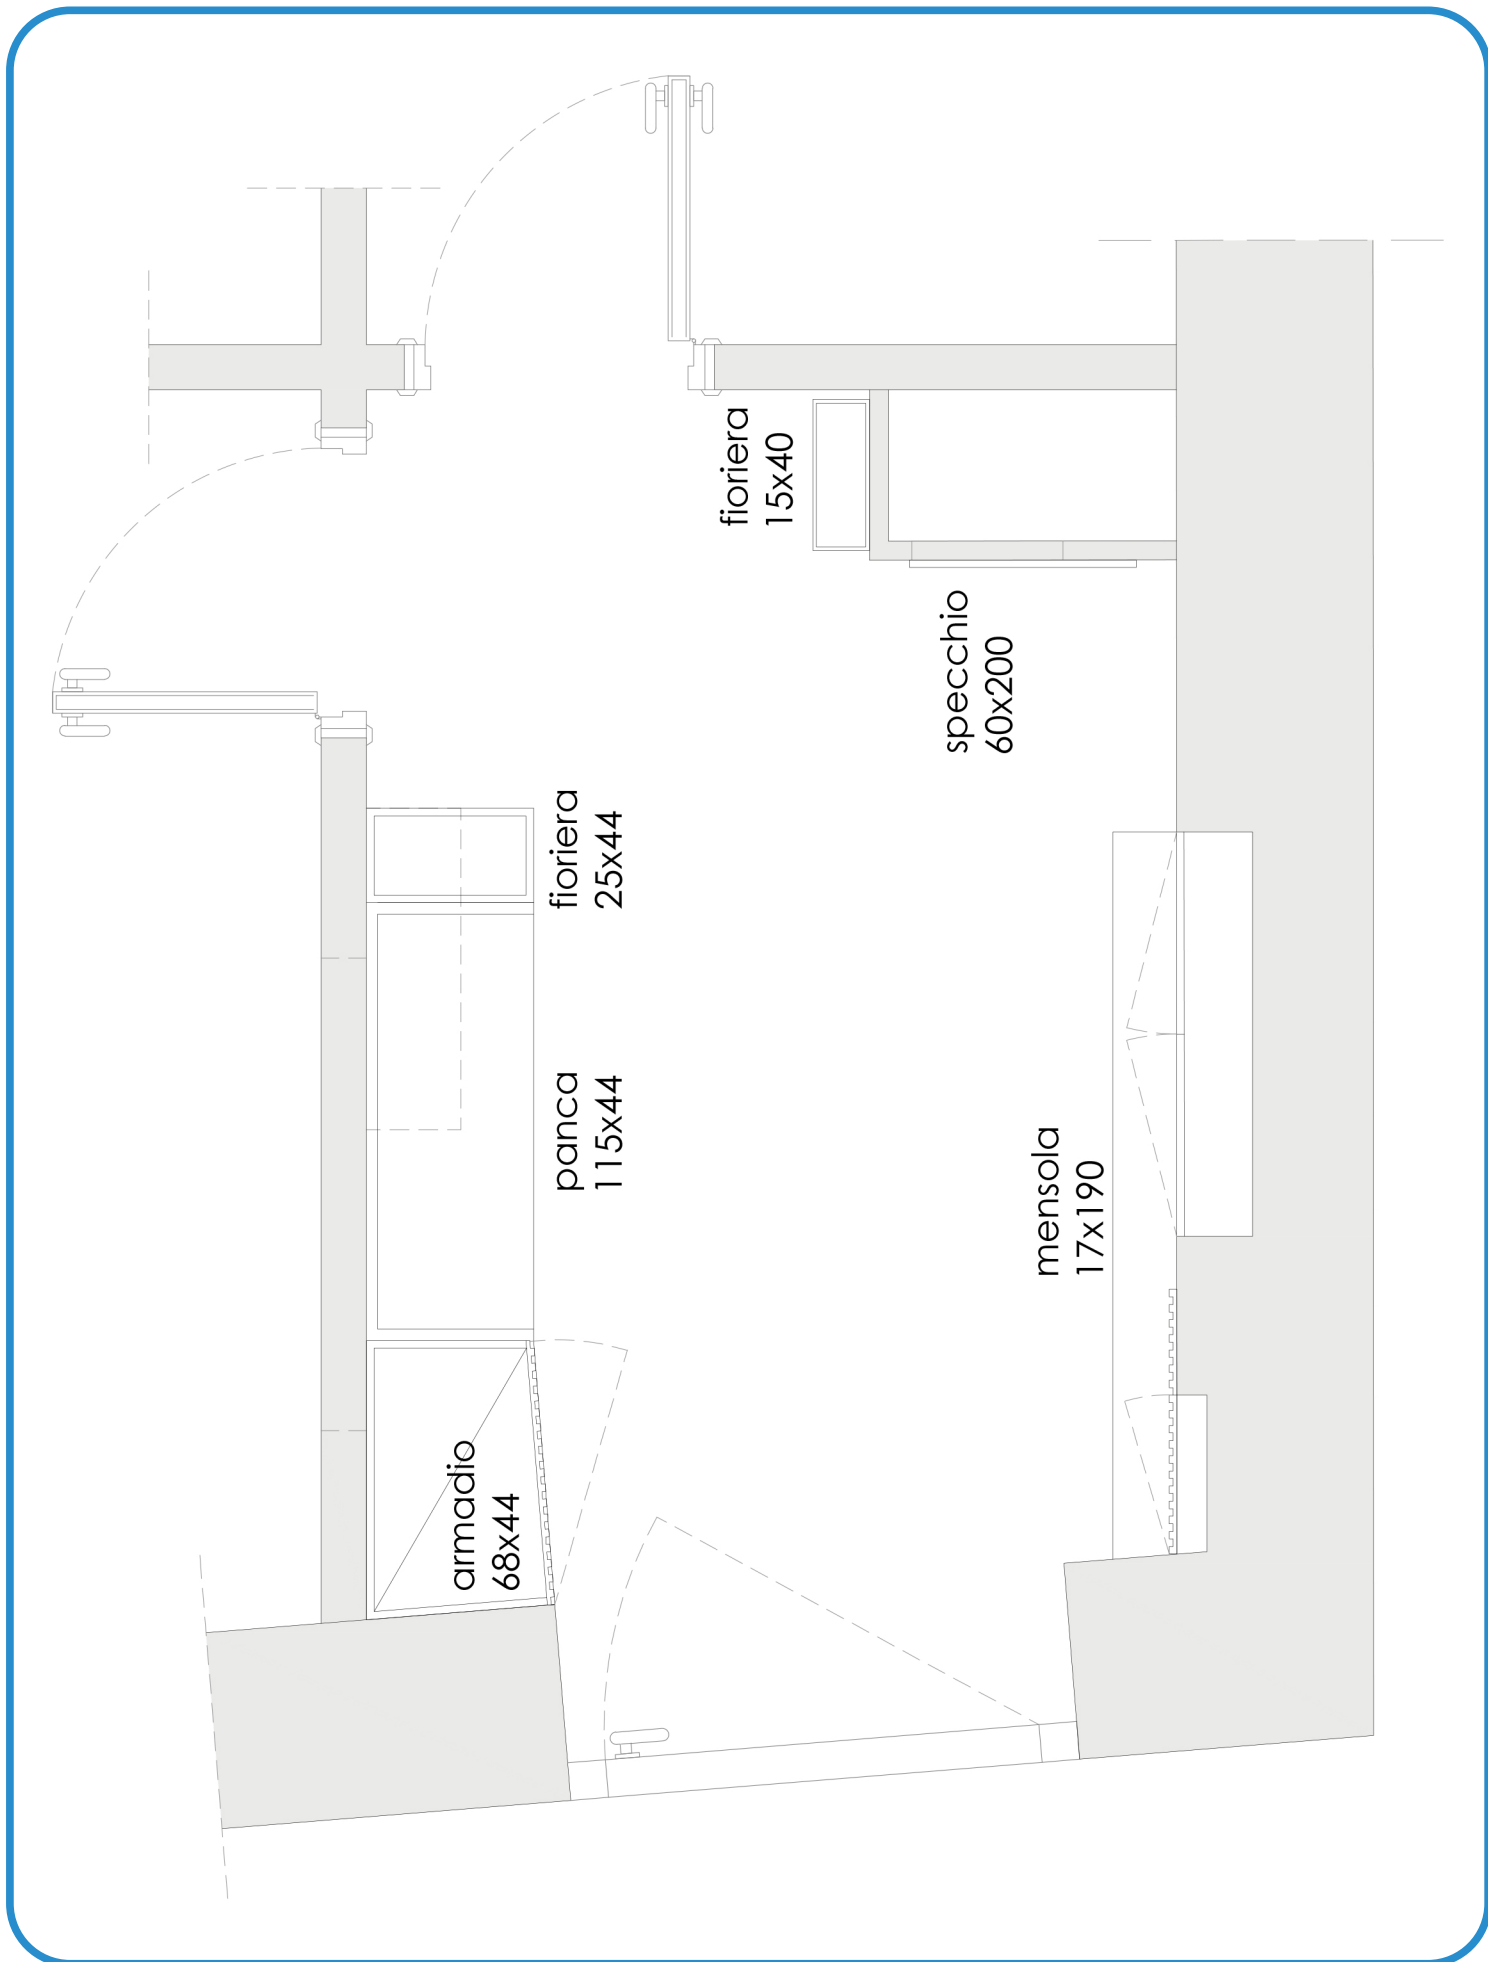 fioriera
15x40
specchio
60x200
fioriera
25x44
panca
115x44
mensola
17x190
armadio
68x44